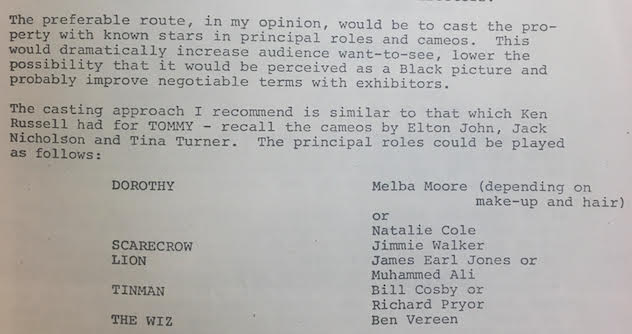 The preferable route, in my opinion, would be to cast the pro-
perty with known stars in principal roles and cameos. This
would dramatically increase audience want-to-see, lower the
possibility that it would be perceived as a Black picture and
probably improve negotiable terms with exhibitors.
The casting approach I recommend is similar to that which Ken
Russell had for TOMMY - recall the cameos by Elton John, Jack
Nicholson and Tina Turner. The principal roles could be played
as follows:
DOROTHY Melba Moore (depending on
make-up and hair)
or
Natalie Cole
SCARECROW Jimmie Walker
LION James Earl Jones or
Muhammed Ali
TINMAN Bill Cosby or
Richard Pryor
THE WIZ Ben Vereen